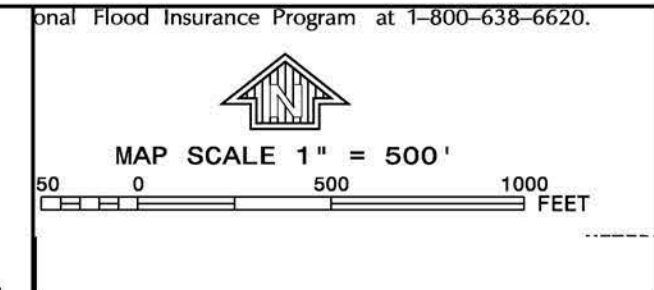 onal Flood Insurance Program at 1–800–638–6620.
N
MAP SCALE 1" = 500'
50 0 500 1000
FEET